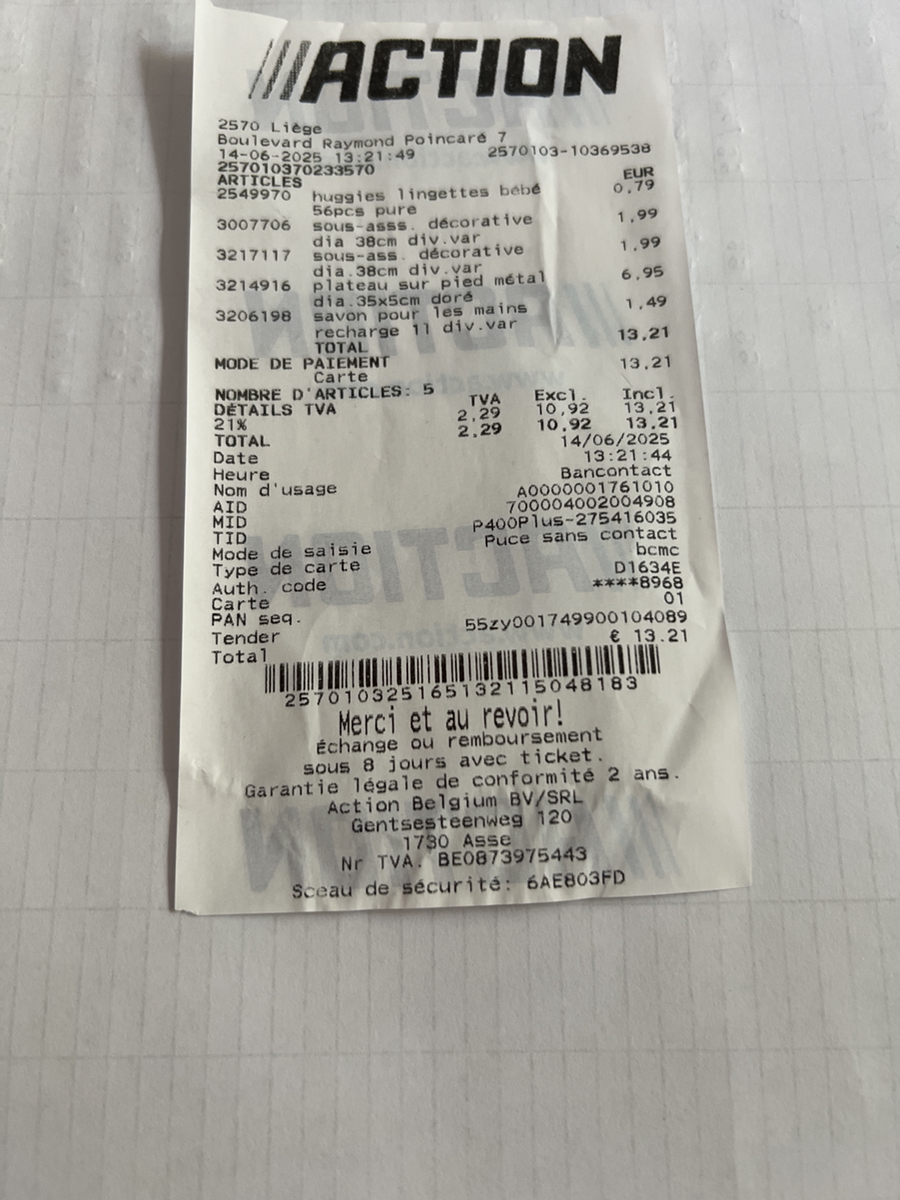 ACTION
2570 Liège
Boulevard Raymond Poincaré 7
14-06-2025 13:21:49 2570103-10369538
257010370233570
ARTICLES EUR
2549970 huggies lingettes bébé 0,79
56pcs pure
3007706 sous-asss. décorative 1,99
dia 38cm div.var
3217117 sous-ass. décorative 1,99
dia.38cm div.var
3214916 plateau sur pied métal 6,95
dia.35x5cm doré
3206198 savon pour les mains 1,49
recharge 1l div.var
TOTAL 13,21
MODE DE PAIEMENT
Carte 13,21
NOMBRE D'ARTICLES: 5
DÉTAILS TVA TVA Excl. Incl.
21% 2,29 10,92 13,21
TOTAL 2,29 10,92 13,21
Date 14/06/2025
Heure 13:21:44
Nom d'usage Bancontact
AID A0000001761010
MID 700004002004908
TID P400Plus-275416035
Mode de saisie Puce sans contact
Type de carte bcmc
Auth. code D1634E
Carte ****8968
PAN seq. 01
Tender 55zy001749900104089
Total € 13.21
257010325165132115048183
Merci et au revoir!
Échange ou remboursement
sous 8 jours avec ticket.
Garantie légale de conformité 2 ans.
Action Belgium BV/SRL
Gentsesteenweg 120
1730 Asse
Nr TVA. BE0873975443
Sceau de sécurité: 6AE803FD